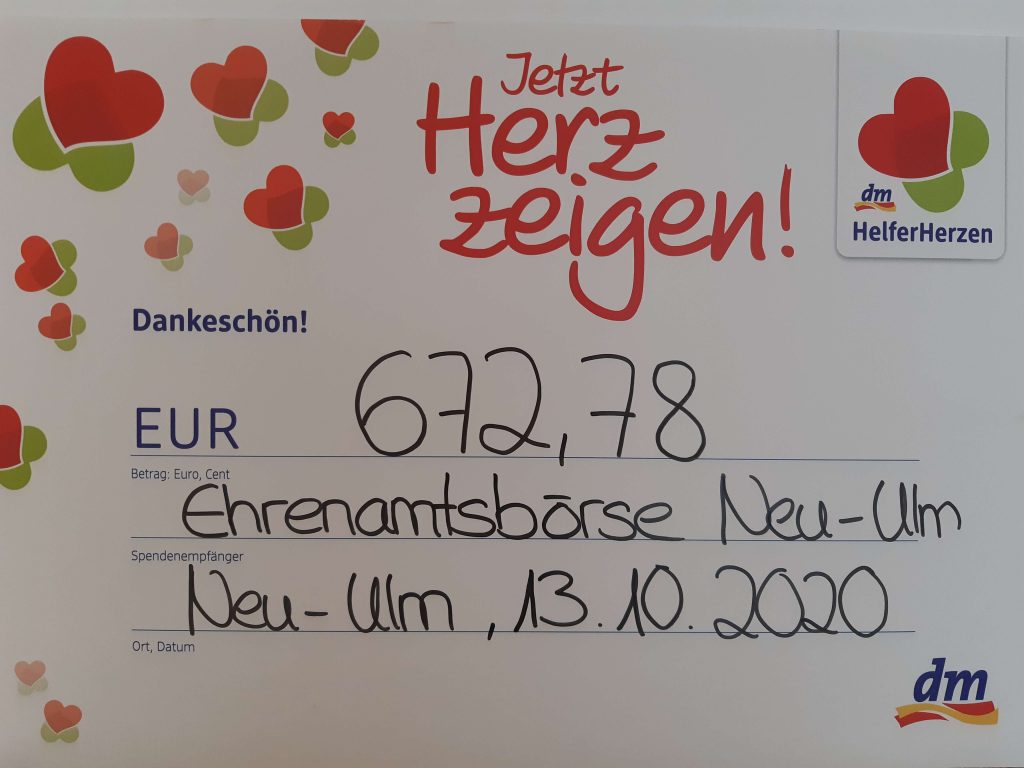 Jetzt
Herz
zeigen!
dm
HelferHerzen
Dankeschön!
EUR 672,78
Betrag: Euro, Cent
Ehrenamtsbörse Neu-Ulm
Spendenempfänger
Neu-Ulm, 13.10.2020
Ort, Datum
dm